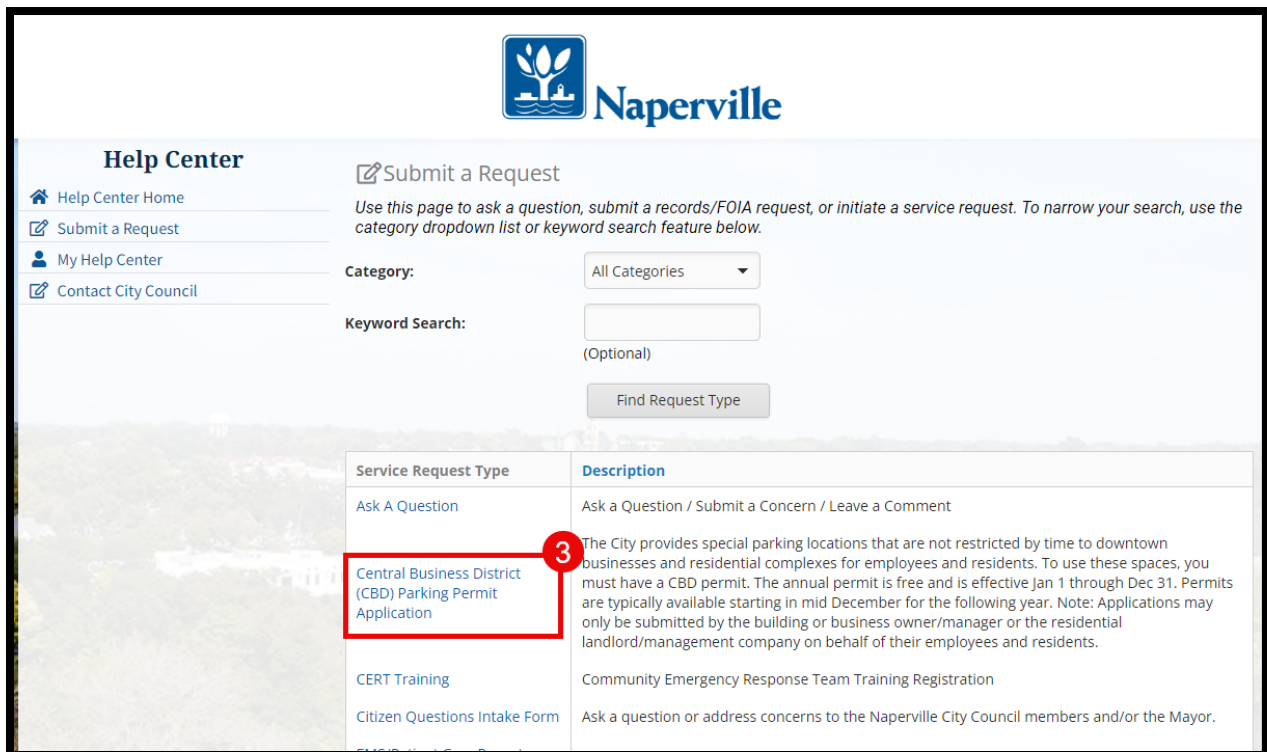 Naperville
Help Center
Help Center Home
Submit a Request
My Help Center
Contact City Council
Submit a Request
Use this page to ask a question, submit a records/FOIA request, or initiate a service request. To narrow your search, use the
category dropdown list or keyword search feature below.
Category:
All Categories
Keyword Search:
(Optional)
Find Request Type
Service Request Type
Description
Ask A Question
Ask a Question / Submit a Concern / Leave a Comment
3
Central Business District
(CBD) Parking Permit
Application
The City provides special parking locations that are not restricted by time to downtown
businesses and residential complexes for employees and residents. To use these spaces, you
must have a CBD permit. The annual permit is free and is effective Jan 1 through Dec 31. Permits
are typically available starting in mid December for the following year. Note: Applications may
only be submitted by the building or business owner/manager or the residential
landlord/management company on behalf of their employees and residents.
CERT Training
Community Emergency Response Team Training Registration
Citizen Questions Intake Form
Ask a question or address concerns to the Naperville City Council members and/or the Mayor.